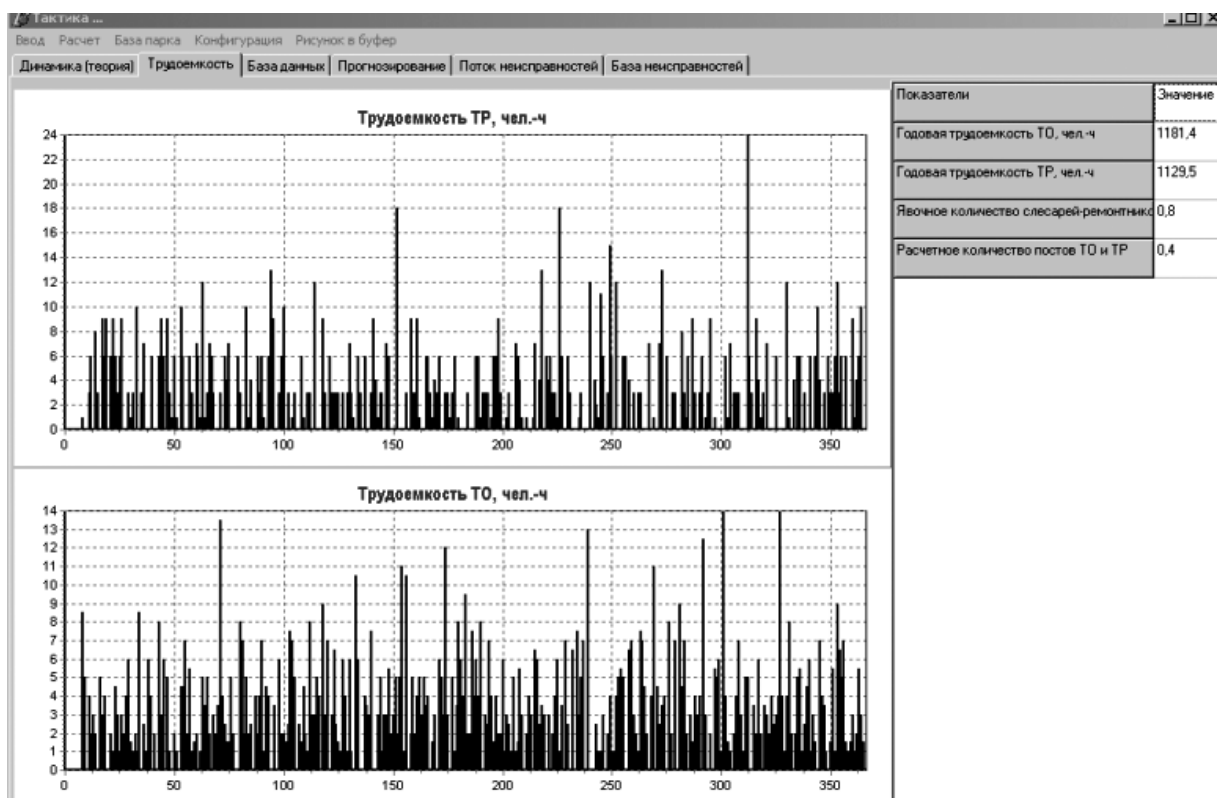 Тактика ...
Ввод Расчет База парка Конфигурация Рисунок в буфер
Динамика (теория) Трудоемкость База данных Прогнозирование Поток неисправностей База неисправностей
Трудоемкость ТР, чел.-ч
24
22
20
18
16
14
12
10
8
6
4
2
0
0 50 100 150 200 250 300 350
Трудоемкость ТО, чел.-ч
14
13
12
11
10
9
8
7
6
5
4
3
2
1
0
0 50 100 150 200 250 300 350
Показатели Значение
Годовая трудоемкость ТО, чел.-ч 1181,4
Годовая трудоемкость ТР, чел.-ч 1129,5
Явочное количество слесарей-ремонтникс 0,8
Расчетное количество постов ТО и ТР 0,4